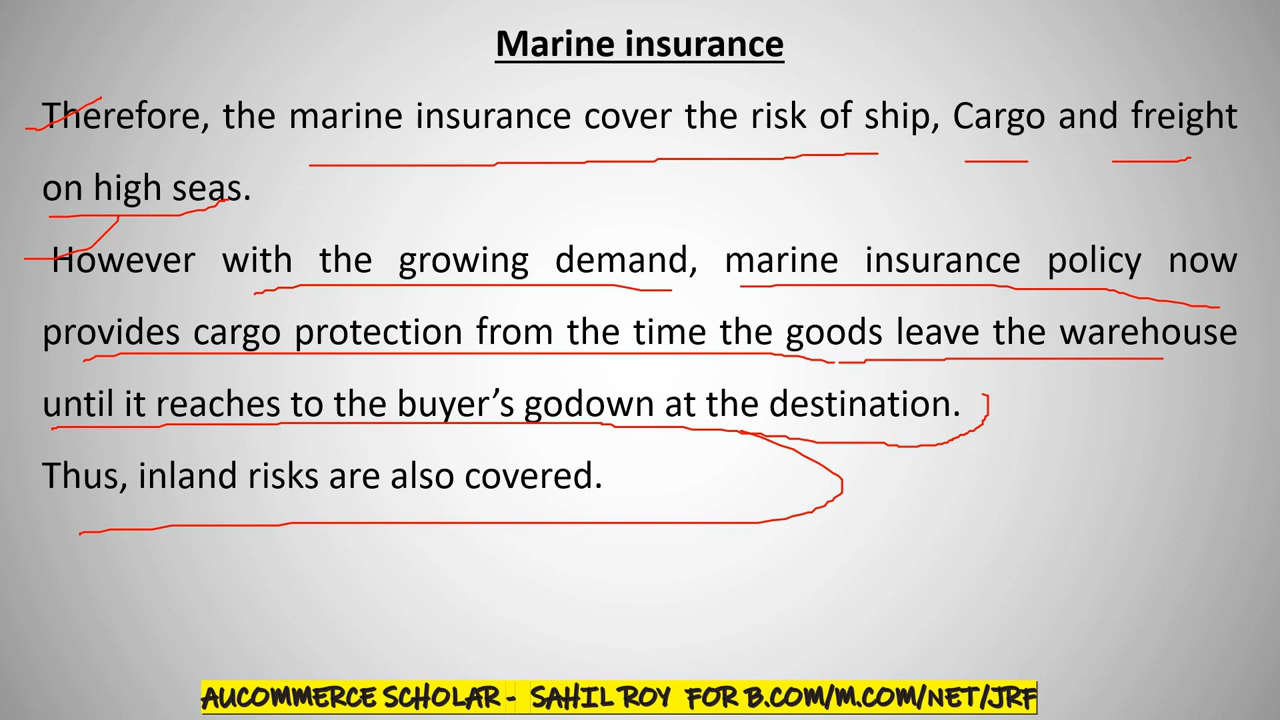 Marine insurance
Therefore, the marine insurance cover the risk of ship, Cargo and freight
on high seas.
However with the growing demand, marine insurance policy now
provides cargo protection from the time the goods leave the warehouse
until it reaches to the buyer’s godown at the destination.
Thus, inland risks are also covered.
AUCOMMERCE SCHOLAR - SAHIL ROY FOR B.COM/M.COM/NET/JRF